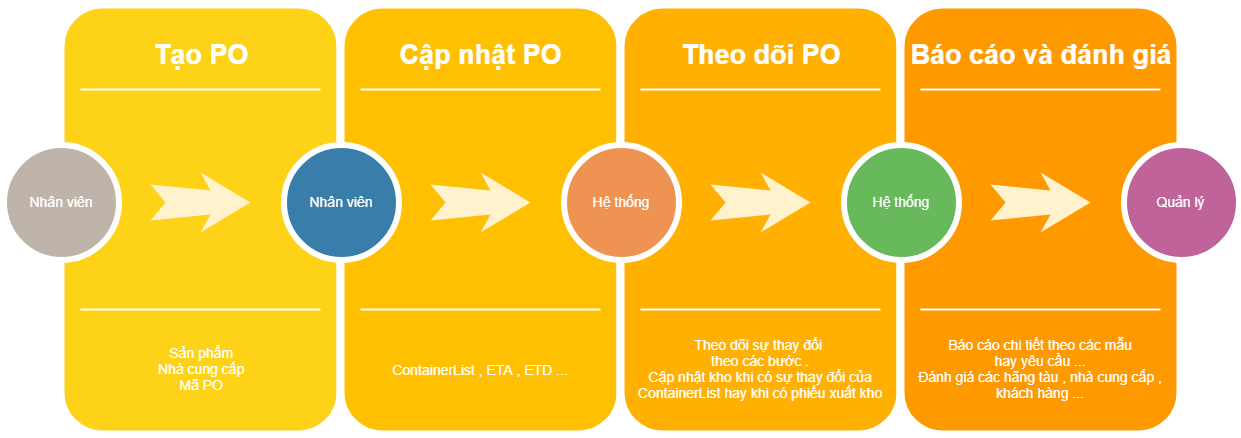 Tạo PO
Cập nhật PO
Theo dõi PO
Báo cáo và đánh giá
Nhân viên
Nhân viên
Hệ thống
Hệ thống
Quản lý
Sản phẩm
Nhà cung cấp
Mã PO
ContainerList , ETA , ETD ...
Theo dõi sự thay đổi
theo các bước .
Cập nhật kho khi có sự thay đổi của
ContainerList hay khi có phiếu xuất kho
Báo cáo chi tiết theo các mẫu
hay yêu cầu ...
Đánh giá các hãng tàu , nhà cung cấp ,
khách hàng ...